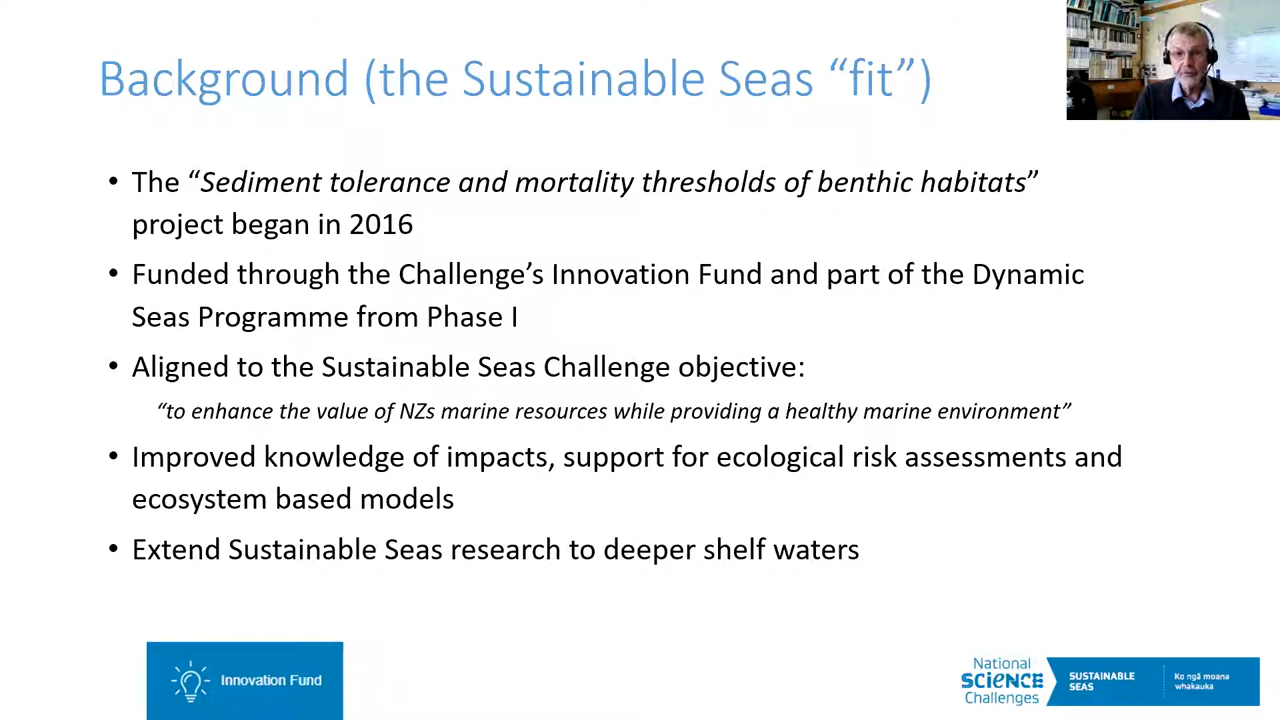 Background (the Sustainable Seas “fit”)
• The “Sediment tolerance and mortality thresholds of benthic habitats”
project began in 2016
• Funded through the Challenge’s Innovation Fund and part of the Dynamic
Seas Programme from Phase I
• Aligned to the Sustainable Seas Challenge objective:
“to enhance the value of NZs marine resources while providing a healthy marine environment”
• Improved knowledge of impacts, support for ecological risk assessments and
ecosystem based models
• Extend Sustainable Seas research to deeper shelf waters
Innovation Fund
National
SCIENCE
Challenges
SUSTAINABLE
SEAS
Ko ngā moana
whakauka